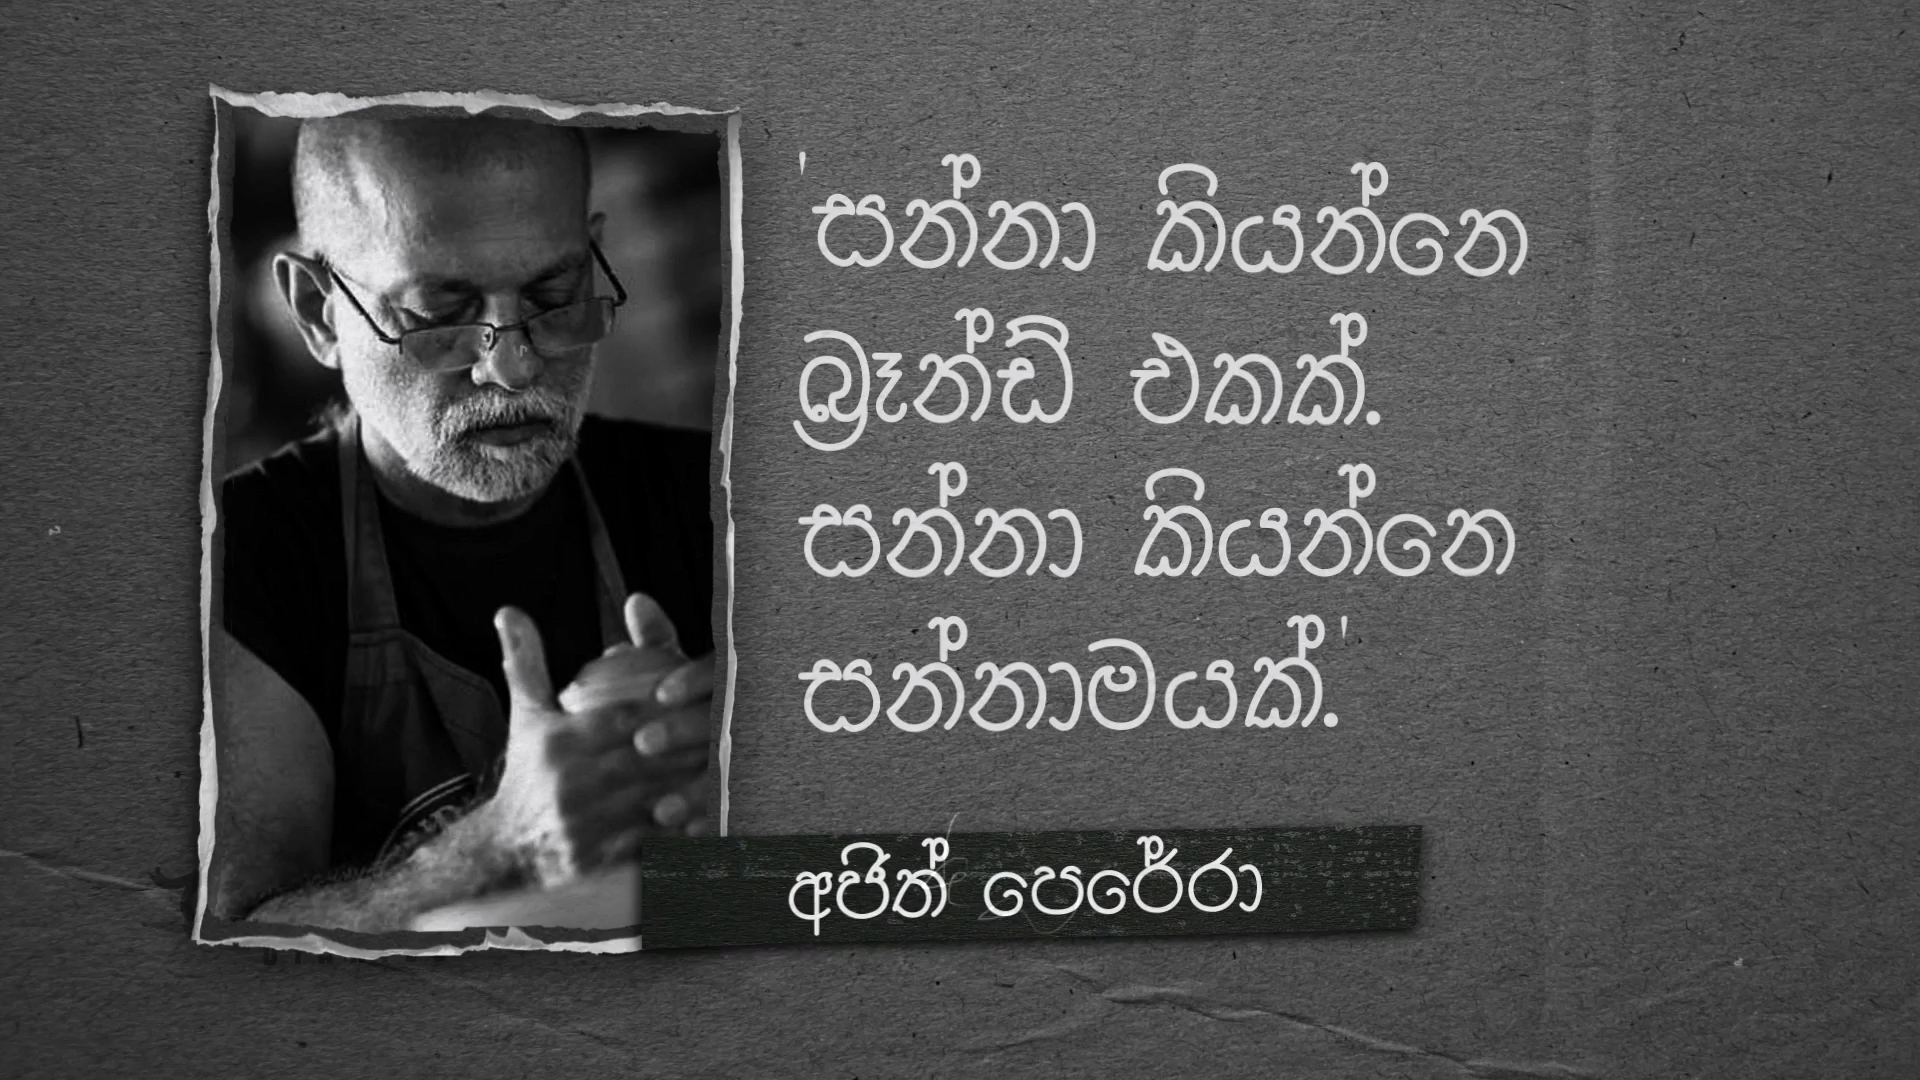 'සන්තා කියන්නෙ
බ්‍රෑන්ඩ් එකක්.
සන්තා කියන්නෙ
සන්තාමයක්.'
අජිත් පෙරේරා